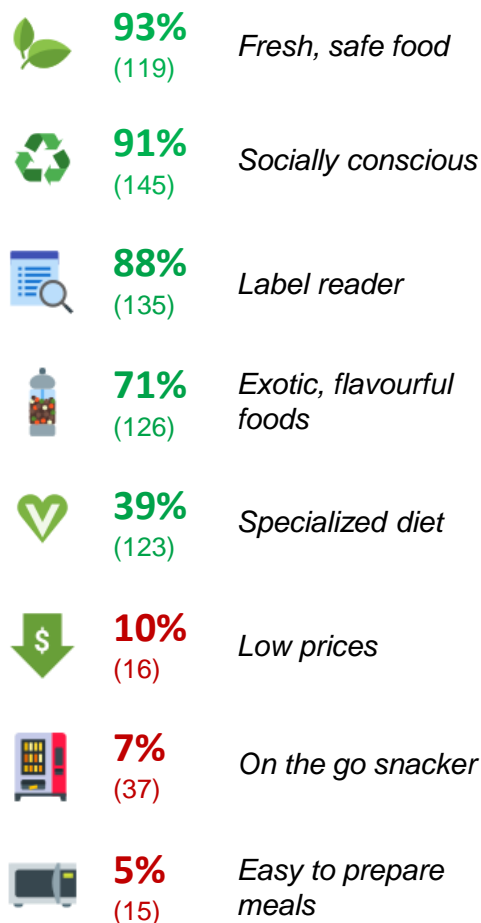 93%
(119)
Fresh, safe food
91%
(145)
Socially conscious
88%
(135)
Label reader
71%
(126)
Exotic, flavourful
foods
V
39%
(123)
Specialized diet
$
10%
(16)
Low prices
7%
(37)
On the go snacker
5%
(15)
Easy to prepare
meals